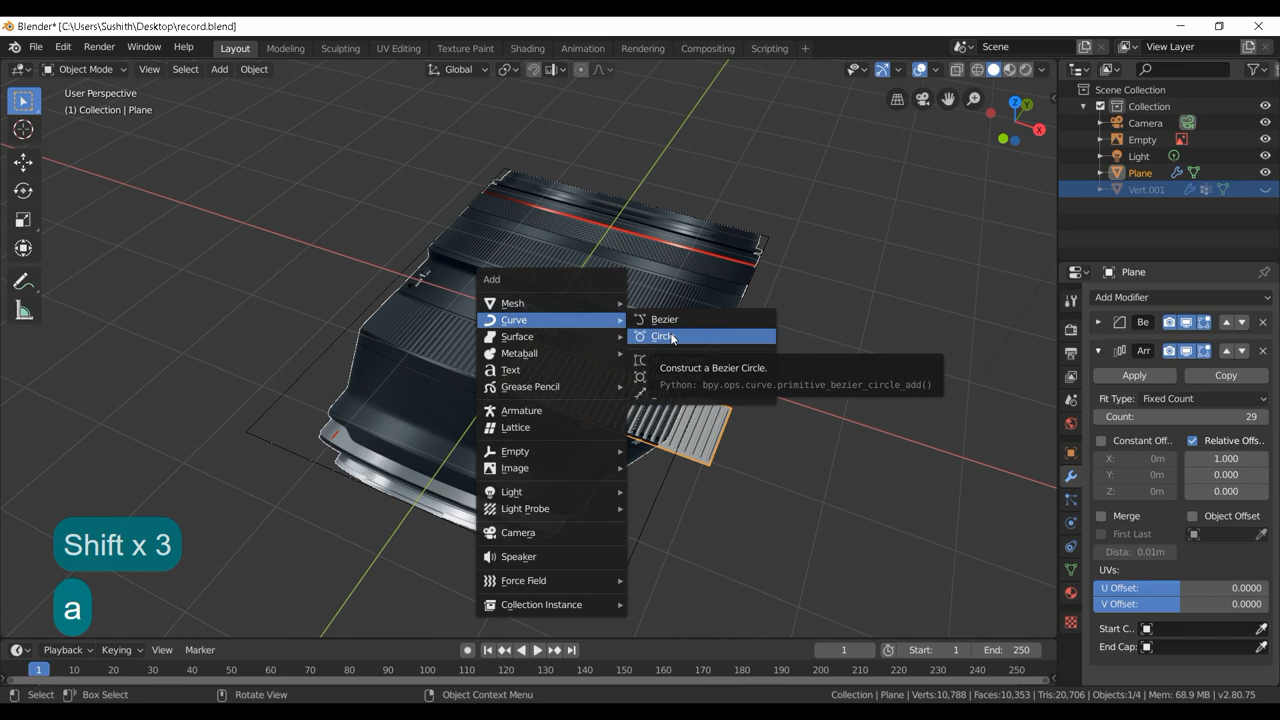 Blender* [C:\Users\Sushith\Desktop\record.blend]
File Edit Render Window Help Layout Modeling Sculpting UV Editing Texture Paint Shading Animation Rendering Compositing Scripting + Scene View Layer
Object Mode View Select Add Object Global
User Perspective
(1) Collection | Plane
Z
X
Scene Collection
Collection
Camera
Empty
Light
Plane
Vert.001
Add
Mesh
Curve
Surface
Metaball
Text
Grease Pencil
Armature
Lattice
Empty
Image
Light
Light Probe
Camera
Speaker
Force Field
Collection Instance
Bezier
Circle
Construct a Bezier Circle.
Python: bpy.ops.curve.primitive_bezier_circle_add()
Plane
Add Modifier
Be
Arr
Apply Copy
Fit Type: Fixed Count
Count: 29
Constant Off.. Relative Offs..
X: 0m 1.000
Y: 0m 0.000
Z: 0m 0.000
Merge Object Offset
First Last
Dista: 0.01m
UVs:
U Offset: 0.0000
V Offset: 0.0000
Start C..
End Cap:
Shift x 3
a
Playback Keying View Marker 1 Start: 1 End: 250
1 10 20 30 40 50 60 70 80 90 100 110 120 130 140 150 160 170 180 190 200 210 220 230 240 250
Select Box Select Rotate View Object Context Menu Collection | Plane | Verts:10,788 | Faces:10,353 | Tris:20,706 | Objects:1/4 | Mem: 68.9 MB | v2.80.75